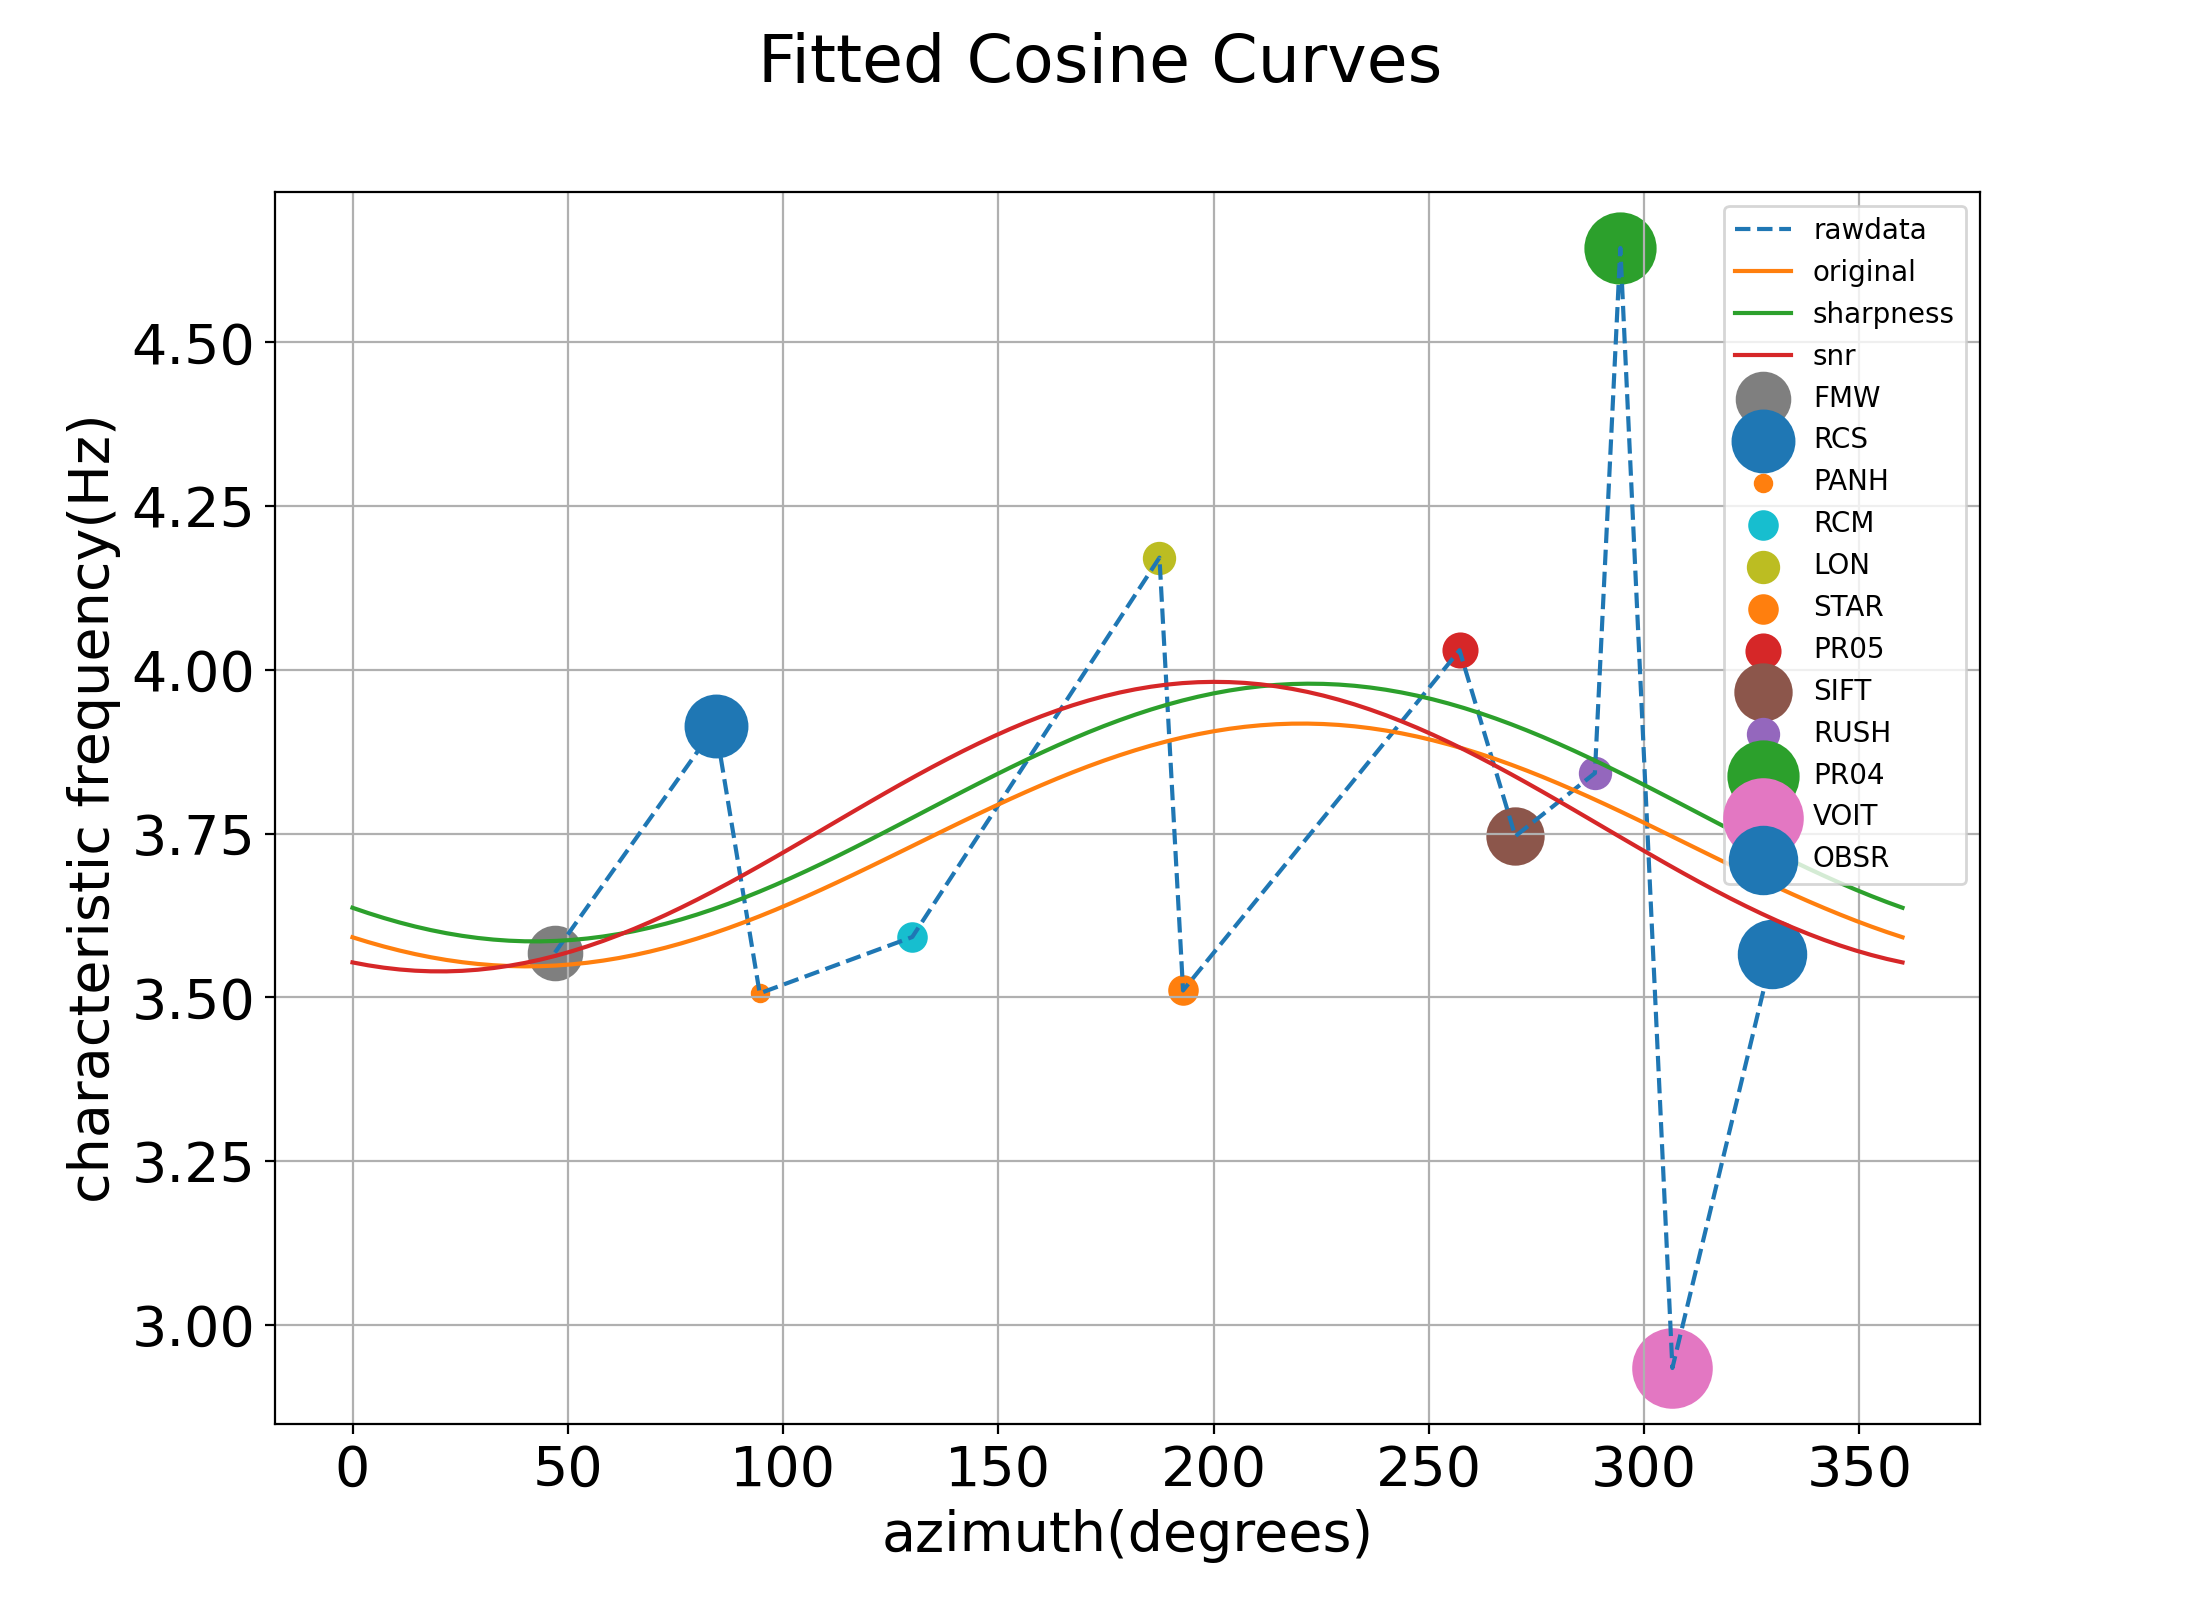 Fitted Cosine Curves
rawdata
original
sharpness
snr
FMW
RCS
PANH
RCM
LON
STAR
PR05
SIFT
RUSH
PR04
VOIT
OBSR
characteristic frequency(Hz)
4.50
4.25
4.00
3.75
3.50
3.25
3.00
0 50 100 150 200 250 300 350
azimuth(degrees)